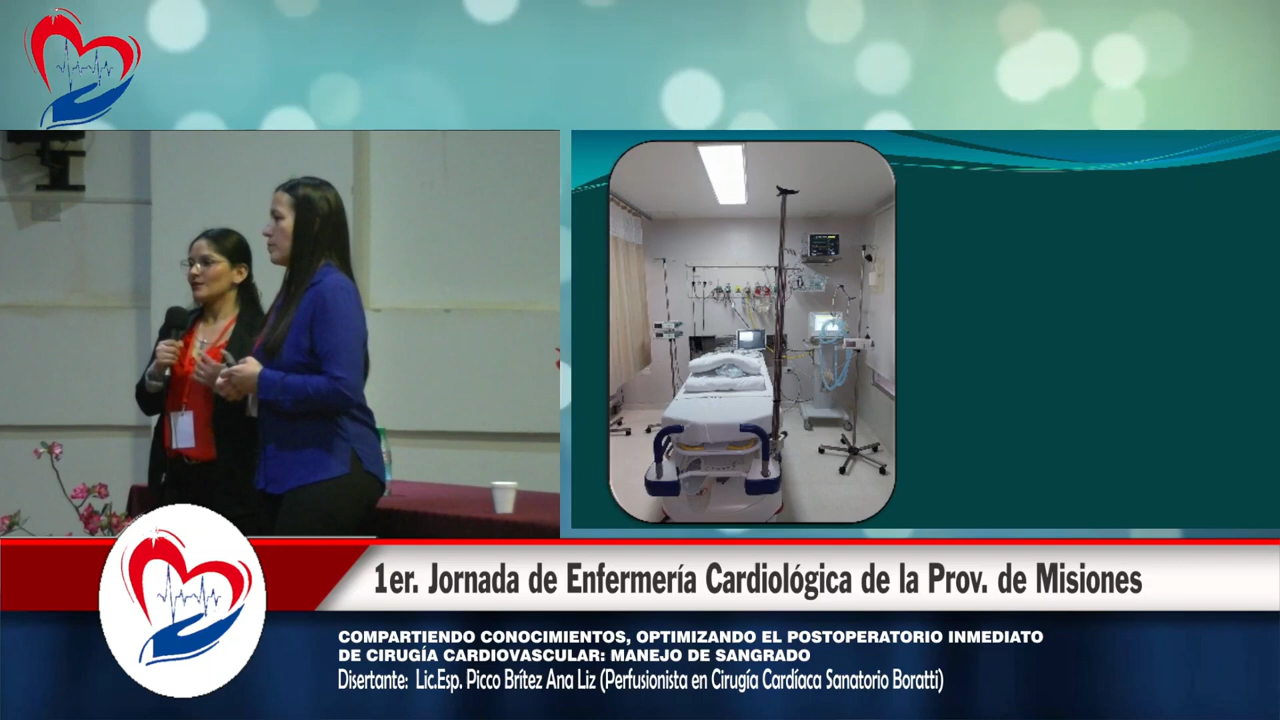 1er. Jornada de Enfermería Cardiológica de la Prov. de Misiones
COMPARTIENDO CONOCIMIENTOS, OPTIMIZANDO EL POSTOPERATORIO INMEDIATO
DE CIRUGÍA CARDIOVASCULAR: MANEJO DE SANGRADO
Disertante: Lic.Esp. Picco Brítez Ana Liz (Perfusionista en Cirugía Cardíaca Sanatorio Boratti)